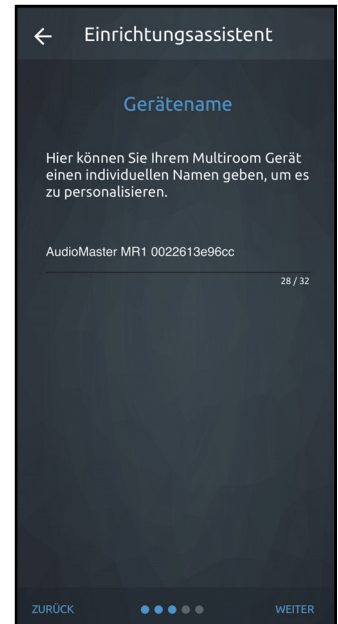 Einrichtungsassistent
Gerätename
Hier können Sie Ihrem Multiroom Gerät
einen individuellen Namen geben, um es
zu personalisieren.
AudioMaster MR1 0022613e96cc
28 / 32
ZURÜCK
WEITER